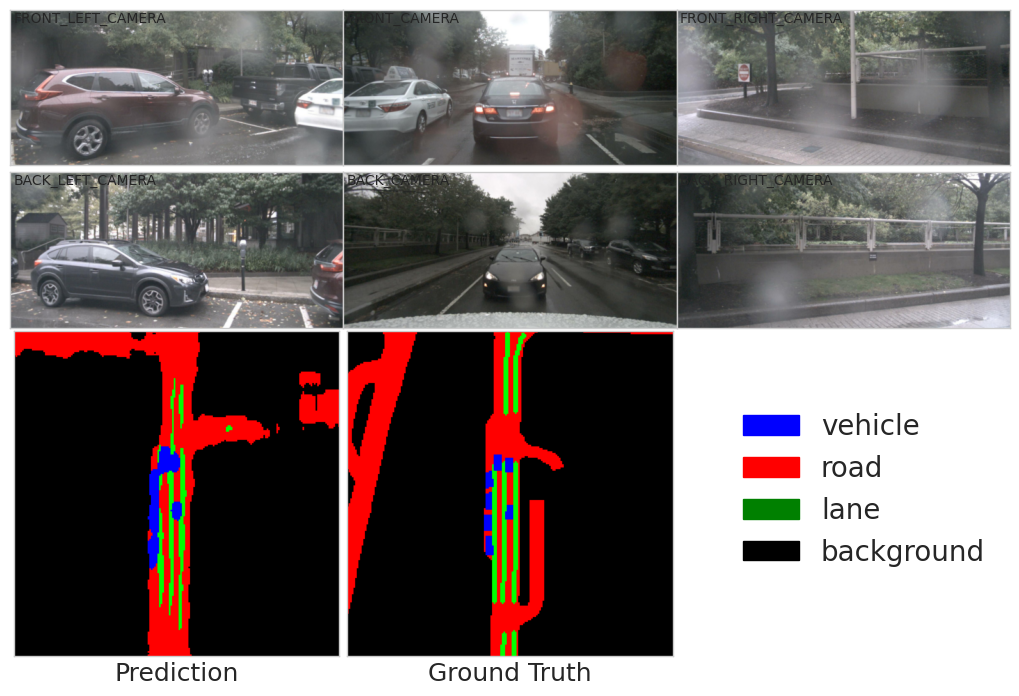 FRONT_LEFT_CAMERA
FRONT_CAMERA
FRONT_RIGHT_CAMERA
BACK_LEFT_CAMERA
BACK_CAMERA
RIGHT_CAMERA
vehicle
road
lane
background
Prediction
Ground Truth